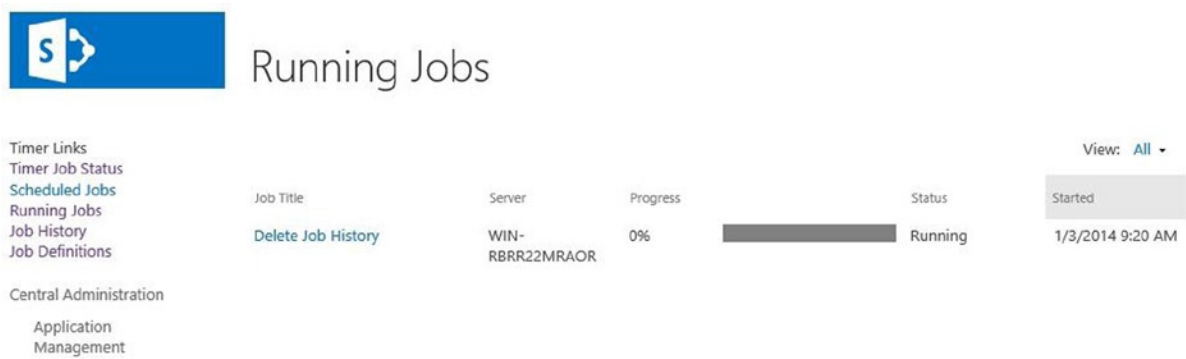 S
Running Jobs
Timer Links
Timer Job Status
Scheduled Jobs
Running Jobs
Job History
Job Definitions
Central Administration
Application
Management
View: All
Job Title Server Progress Status Started
Delete Job History WIN- 0% Running 1/3/2014 9:20 AM
RBRR22MRAOR